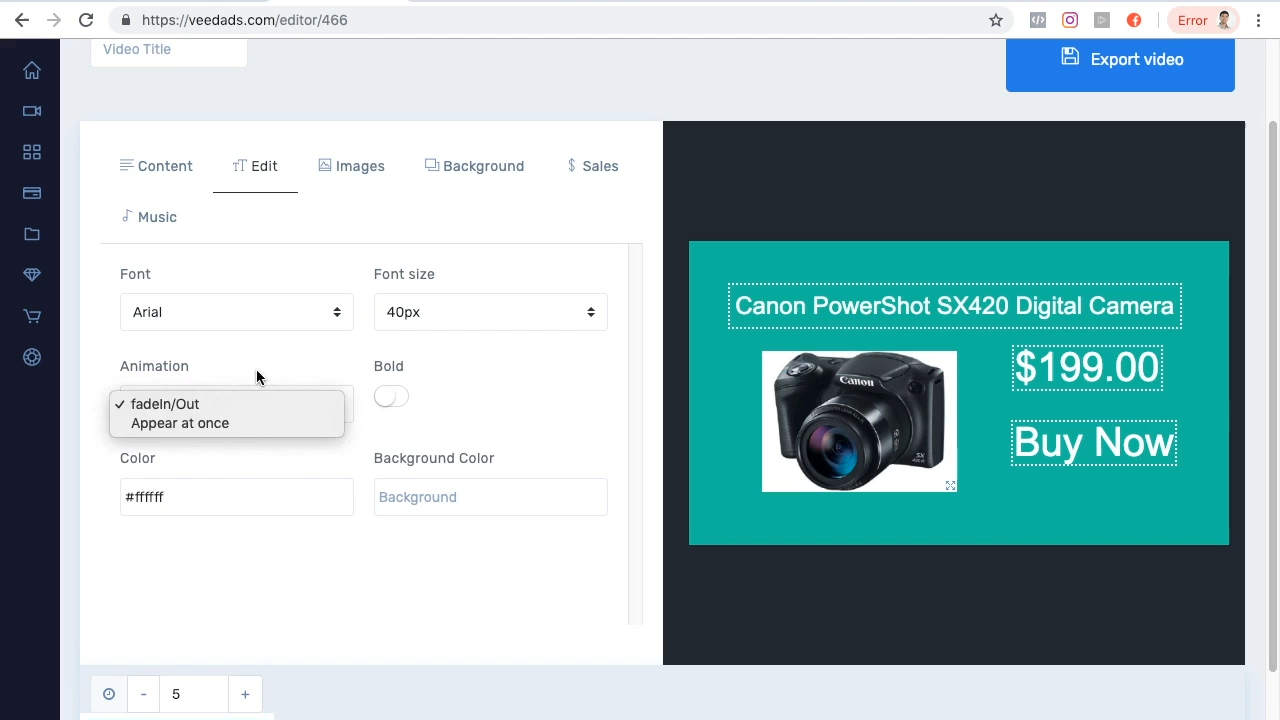 https://veedads.com/editor/466
Error
Video Title
Export video
Content
Edit
Images
Background
$ Sales
Music
Font
Font size
Arial
40px
Animation
Bold
✓ fadeIn/Out
Appear at once
Color
Background Color
#ffffff
Background
Canon PowerShot SX420 Digital Camera
$199.00
Canon
Buy Now
- 5 +